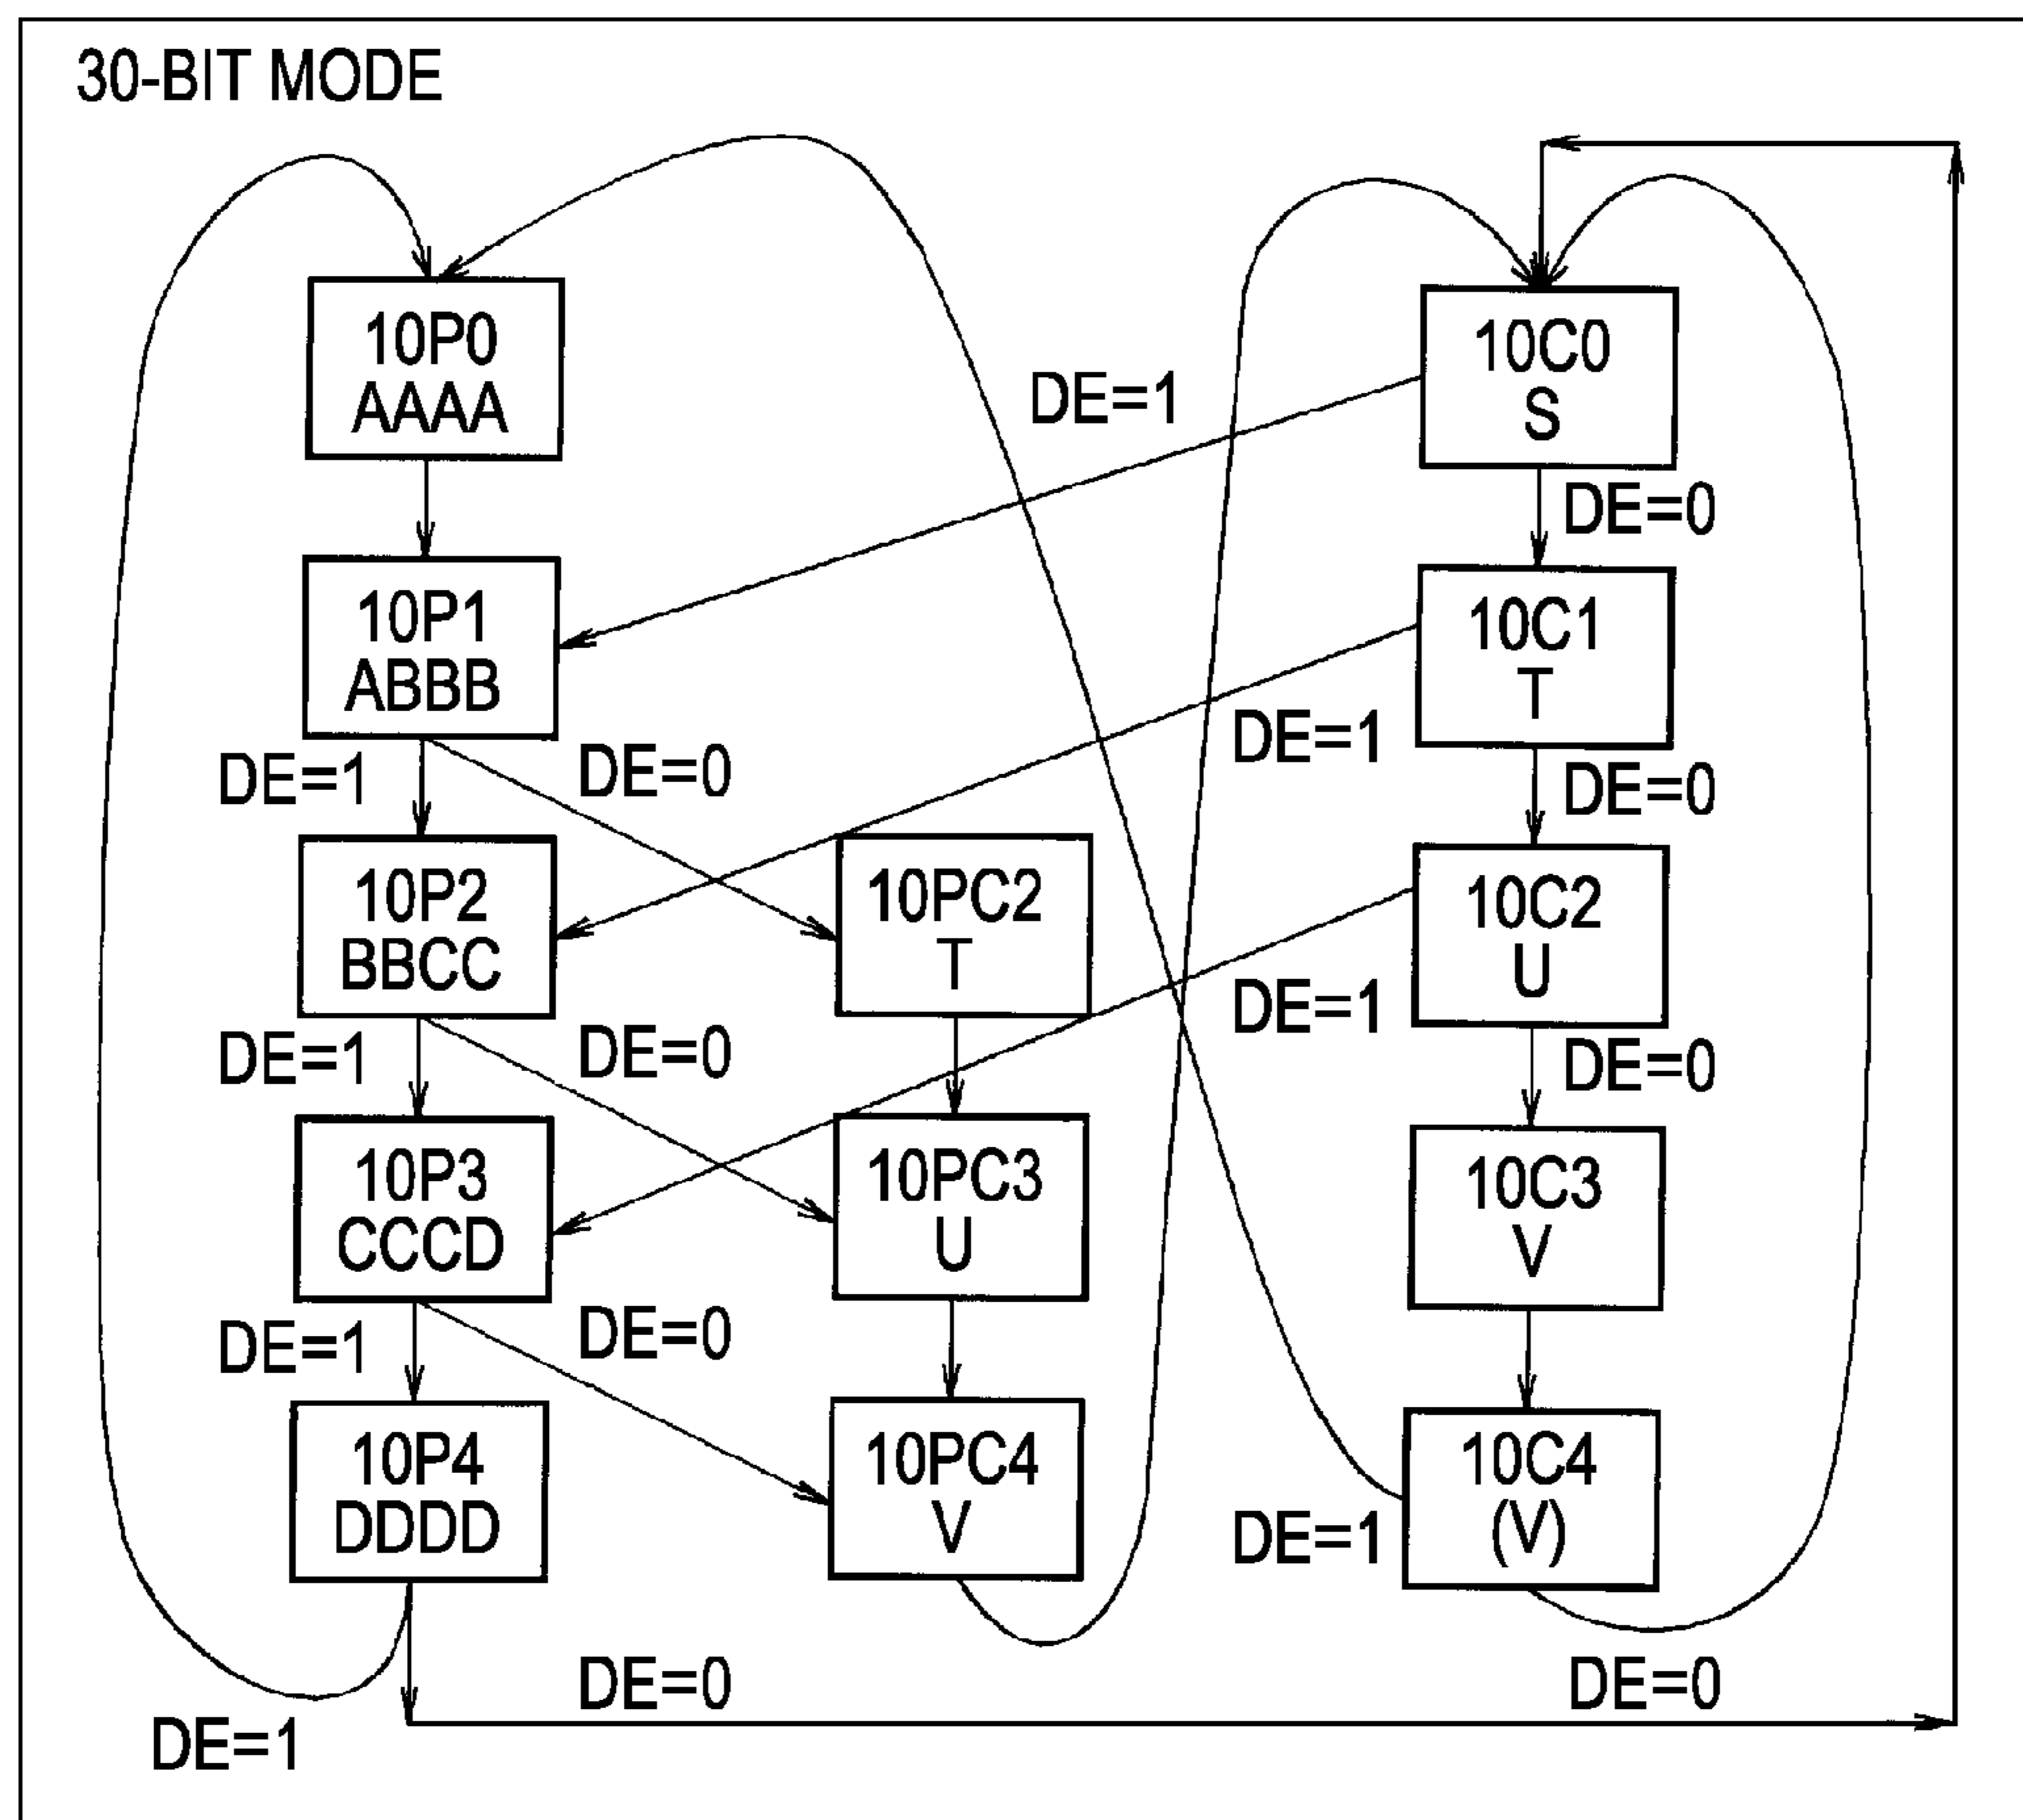 30-BIT MODE
10P0
AAAA
10C0
S
DE=1
DE=0
10P1
ABBB
10C1
T
DE=1
DE=0
DE=1
DE=0
10P2
BBCC
10PC2
T
10C2
U
DE=1
DE=0
DE=1
DE=0
10P3
CCCD
10PC3
U
10C3
V
DE=1
DE=0
10P4
DDDD
10PC4
V
10C4
(V)
DE=1
DE=0
DE=0
DE=1